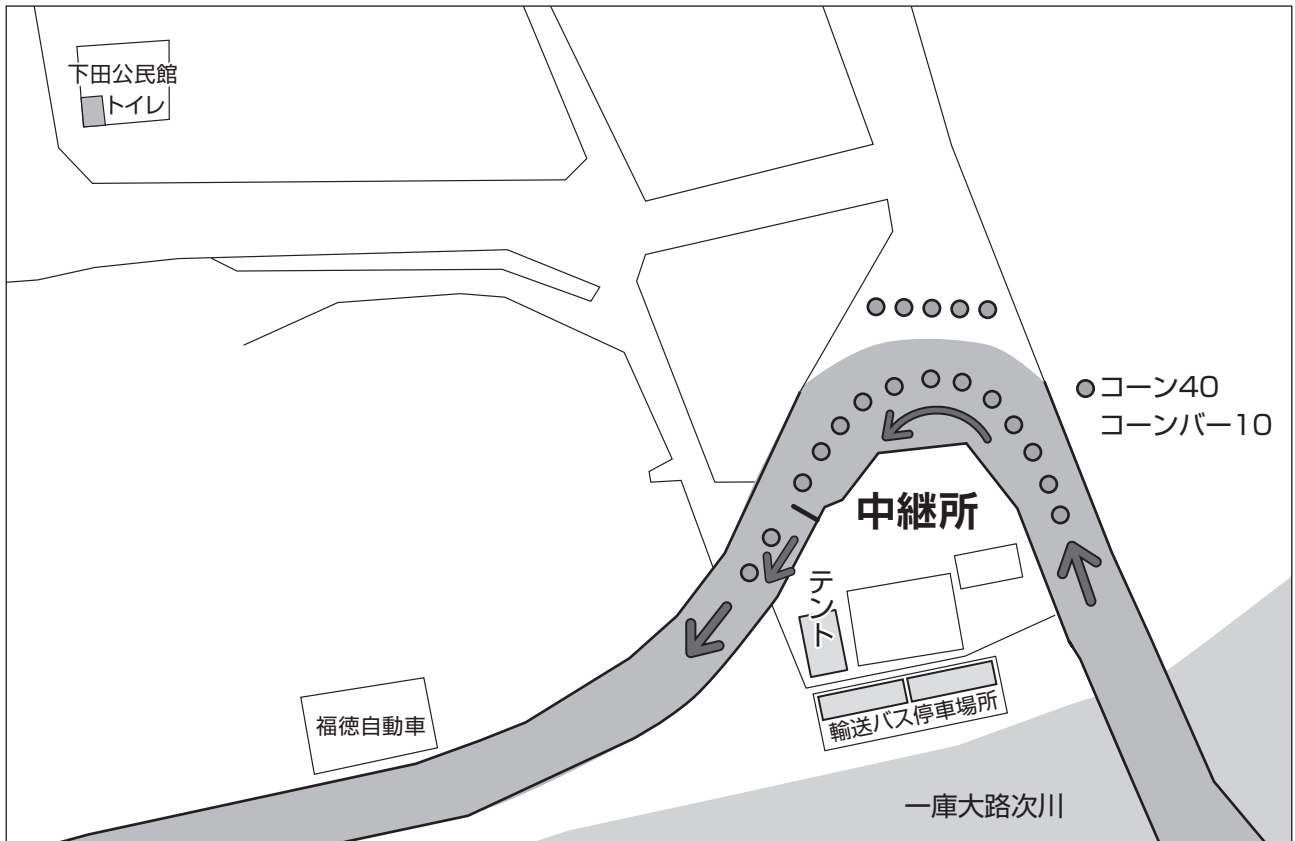 下田公民館
トイレ
コーン40
コーンバー10
中継所
テント
輸送バス停車場所
福徳自動車
一庫大路次川